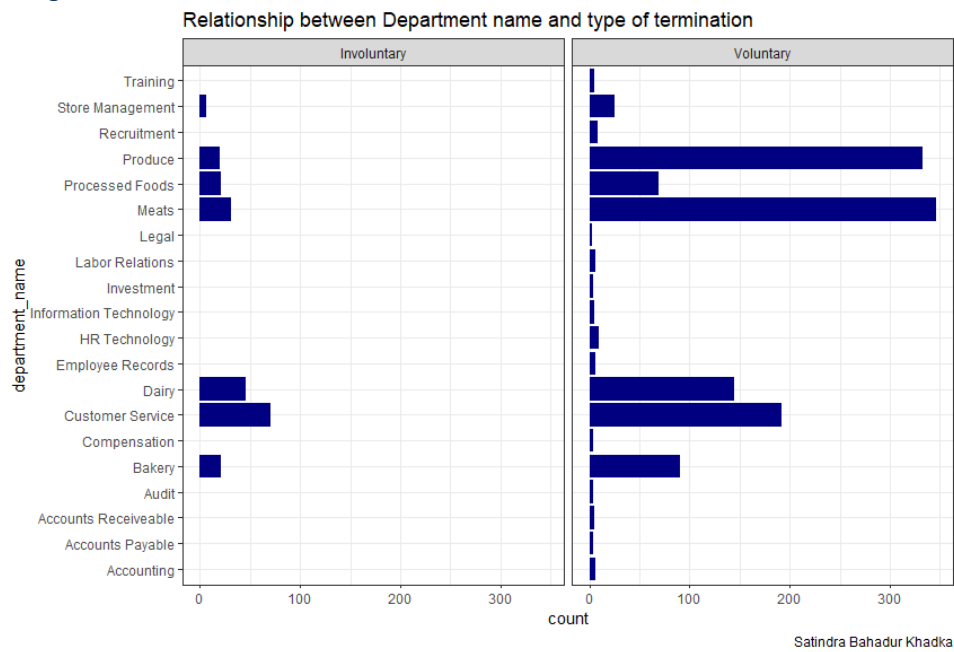 Relationship between Department name and type of termination
Involuntary
Voluntary
Training
Store Management
Recruitment
Produce
Processed Foods
Meats
Legal
Labor Relations
Investment
Information Technology
HR Technology
Employee Records
Dairy
Customer Service
Compensation
Bakery
Audit
Accounts Receiveable
Accounts Payable
Accounting
department_name
0 100 200 300
0 100 200 300
count
Satindra Bahadur Khadka